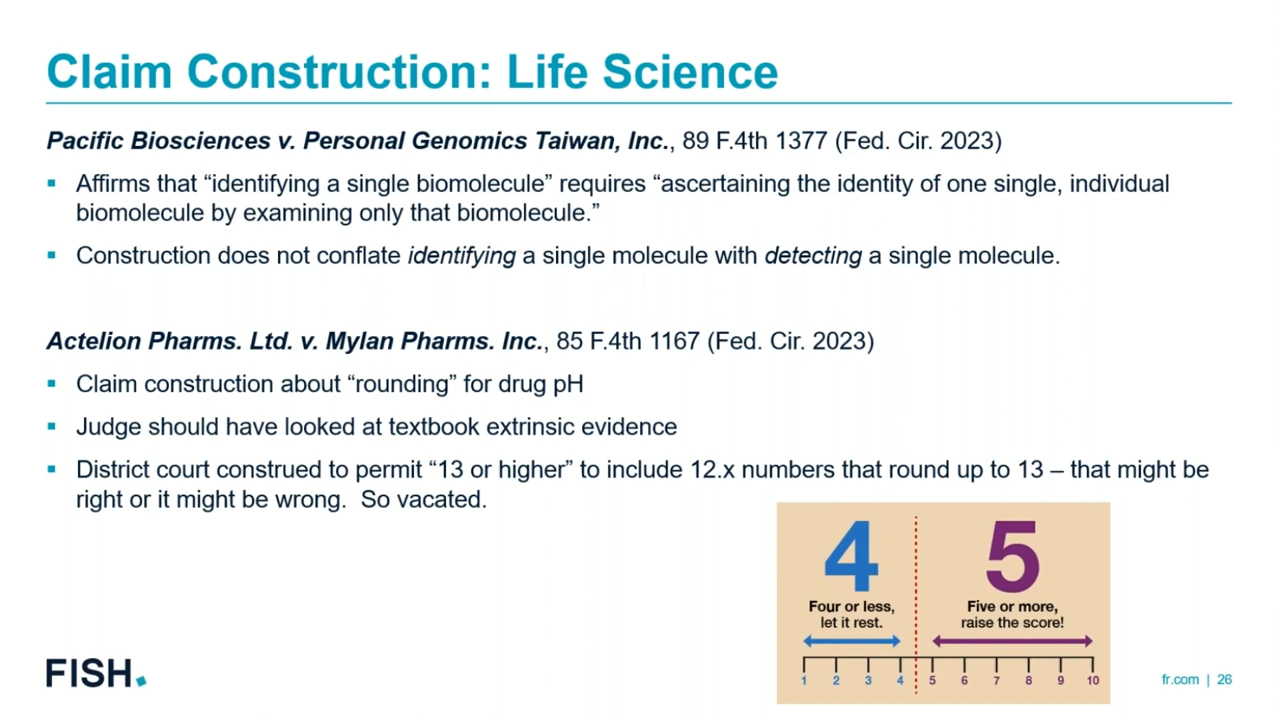 Claim Construction: Life Science
Pacific Biosciences v. Personal Genomics Taiwan, Inc., 89 F.4th 1377 (Fed. Cir. 2023)
▪ Affirms that “identifying a single biomolecule” requires “ascertaining the identity of one single, individual
biomolecule by examining only that biomolecule.”
▪ Construction does not conflate identifying a single molecule with detecting a single molecule.
Actelion Pharms. Ltd. v. Mylan Pharms. Inc., 85 F.4th 1167 (Fed. Cir. 2023)
▪ Claim construction about “rounding” for drug pH
▪ Judge should have looked at textbook extrinsic evidence
▪ District court construed to permit “13 or higher” to include 12.x numbers that round up to 13 – that might be
right or it might be wrong.  So vacated.
4 5
Four or less, Five or more,
let it rest. raise the score!
1 2 3 4 5 6 7 8 9 10
FISH.
fr.com | 26